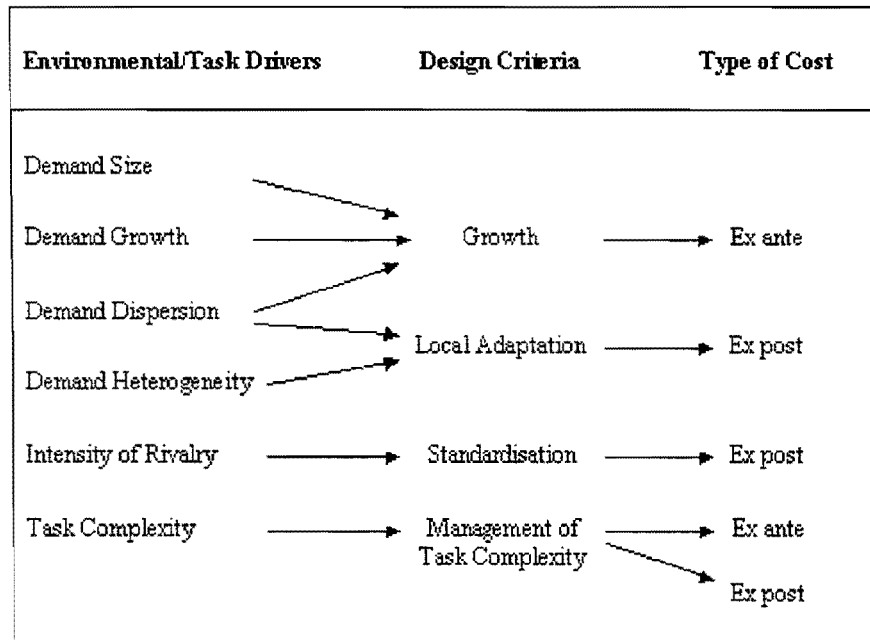 Environmental/Task Drivers Design Criteria Type of Cost
Demand Size
Demand Growth Growth Ex ante
Demand Dispersion
Local Adaptation Ex post
Demand Heterogeneity
Intensity of Rivalry Standardisation Ex post
Task Complexity Management of Ex ante
Task Complexity
Ex post